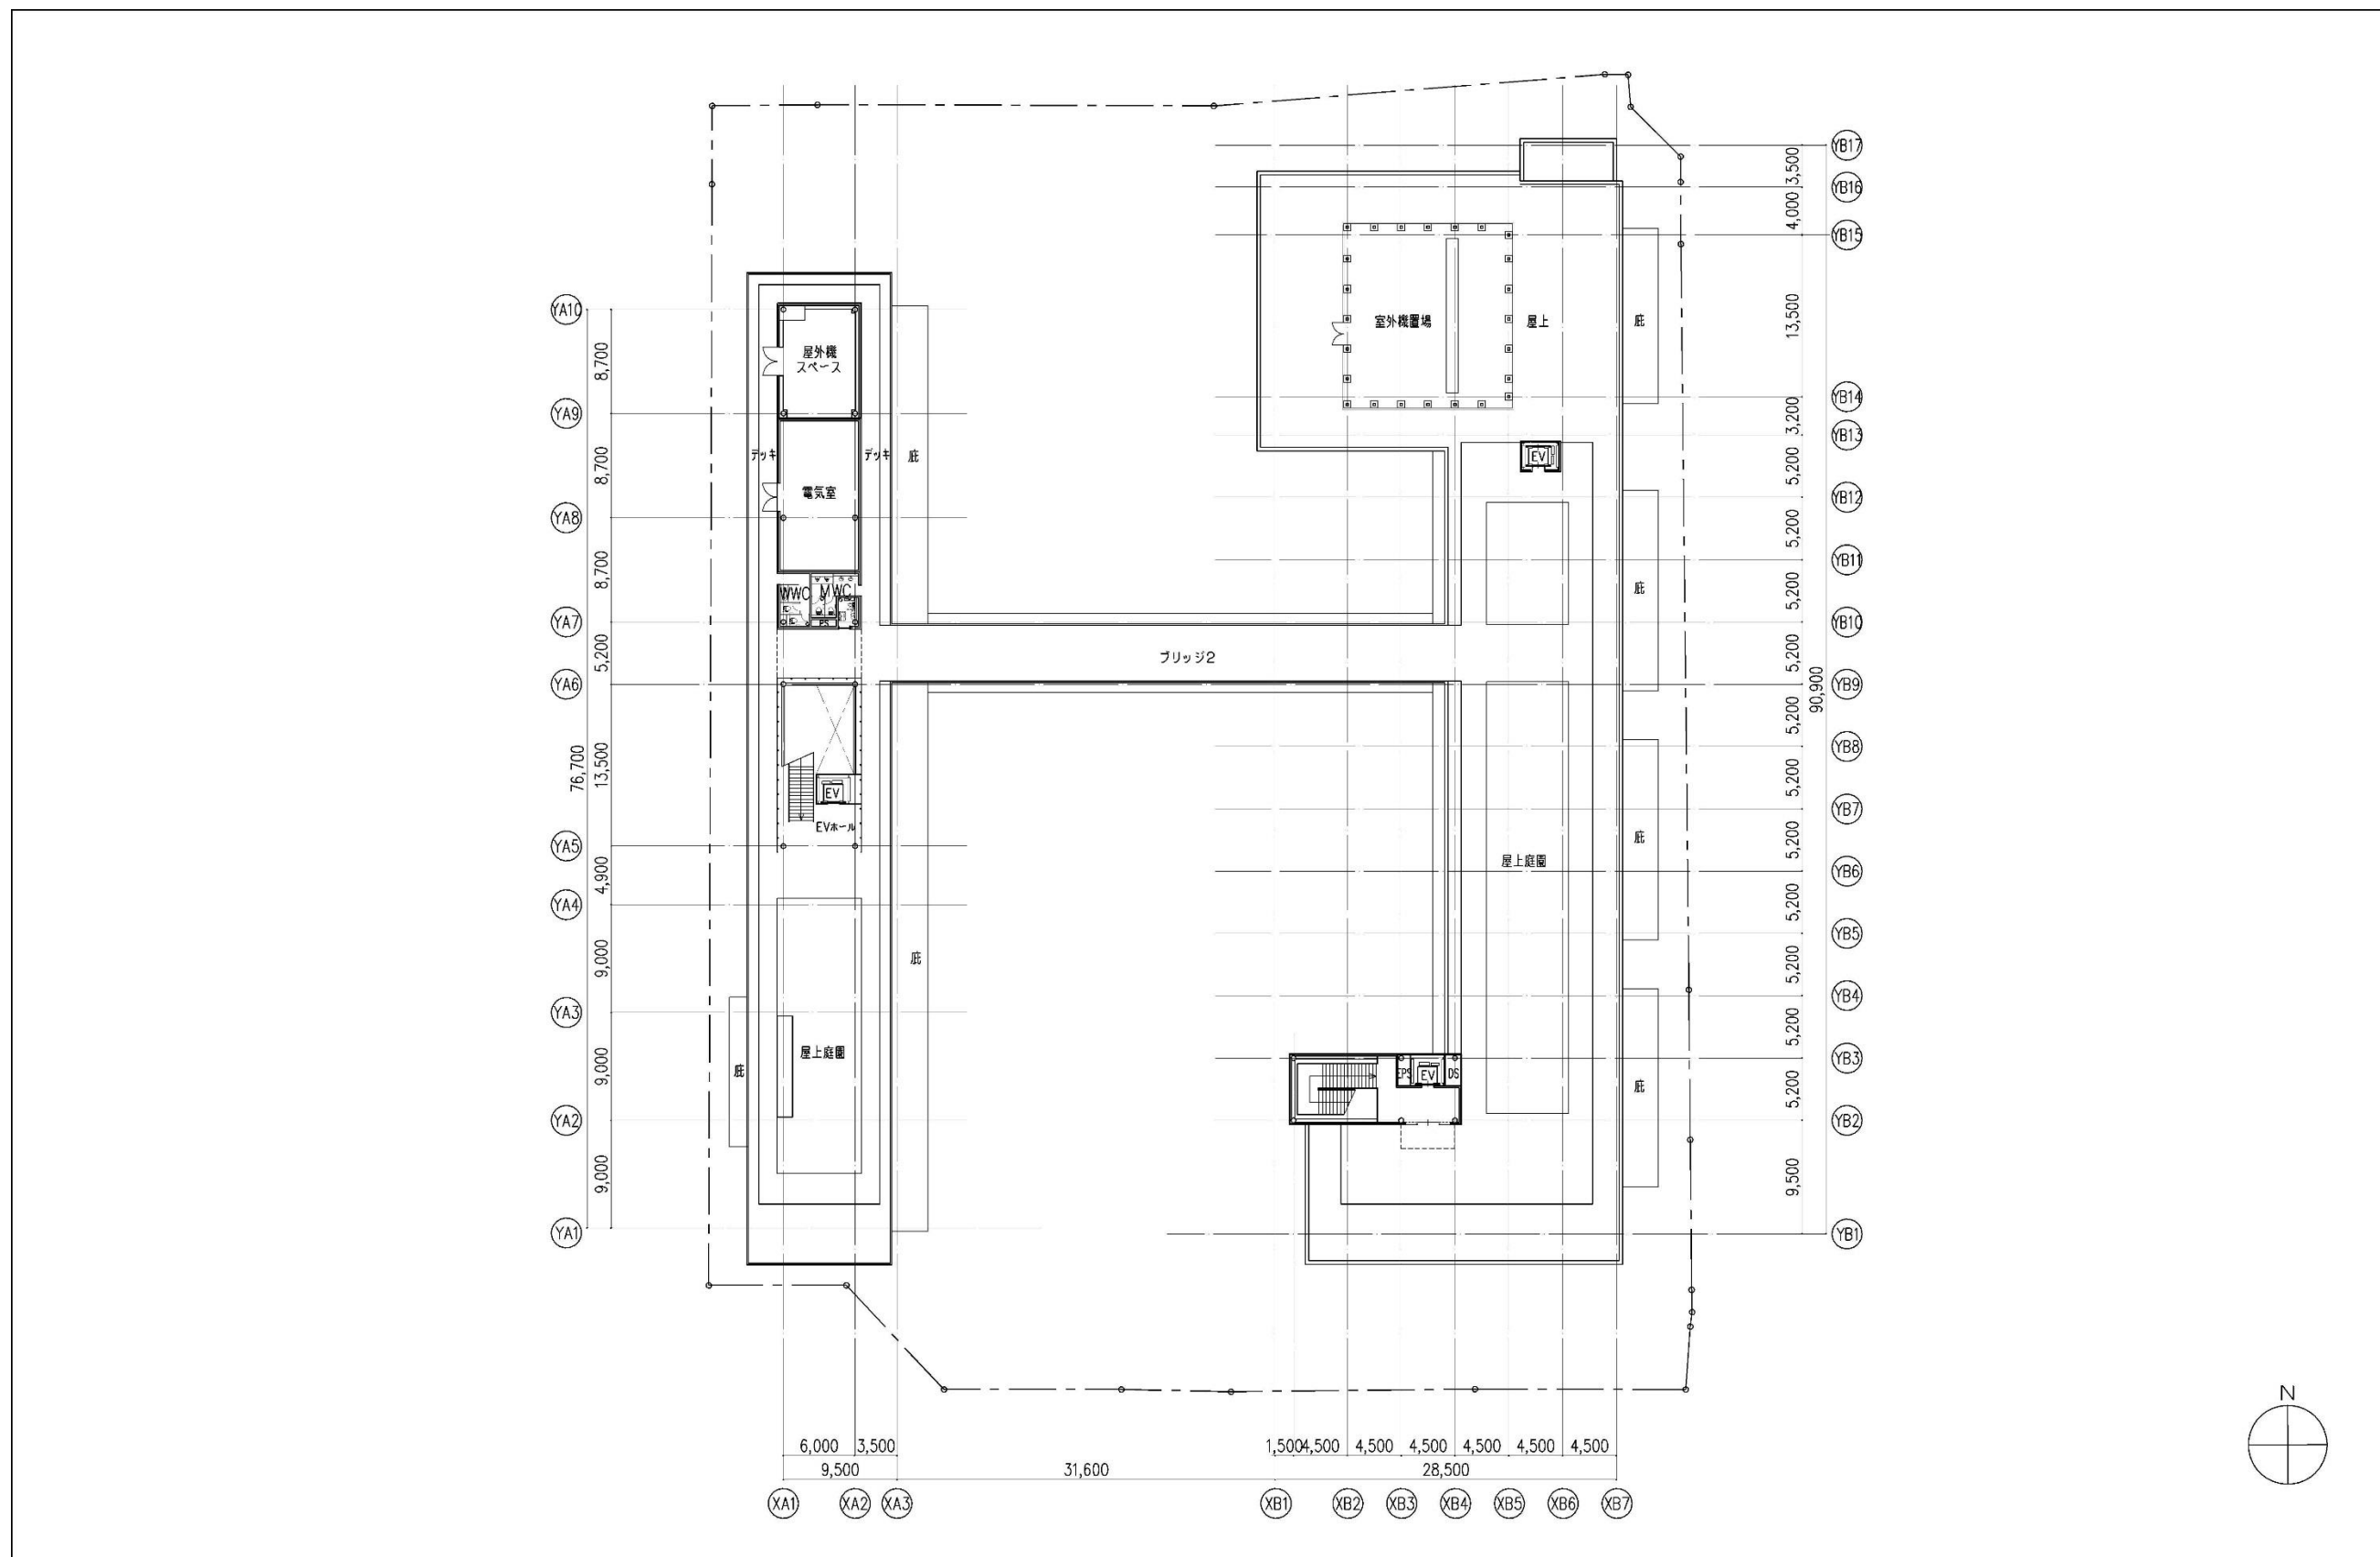 YB17
3,500
YB16
4,000
YB15
YA10
室外機置場
屋上
庇
13,500
屋外機
スペース
8,700
YB14
YA9
3,200
YB13
デッキ
デッキ
庇
EV
8,700
5,200
電気室
YB12
YA8
5,200
YB11
8,700
WWC
MWC
庇
5,200
YA7
PS
YB10
5,200
ブリッジ2
5,200
YA6
YB9
90,900
5,200
YB8
76,700
13,500
EV
5,200
YB7
EVホール
庇
5,200
YA5
屋上庭園
YB6
4,900
YA4
5,200
YB5
9,000
庇
5,200
YB4
YA3
5,200
屋上庭園
9,000
庇
EPS
EV
DS
庇
YB3
5,200
YA2
YB2
9,000
9,500
YA1
YB1
N
6,000
3,500
1,500
4,500
4,500
4,500
4,500
4,500
4,500
9,500
31,600
28,500
XA1
XA2
XA3
XB1
XB2
XB3
XB4
XB5
XB6
XB7